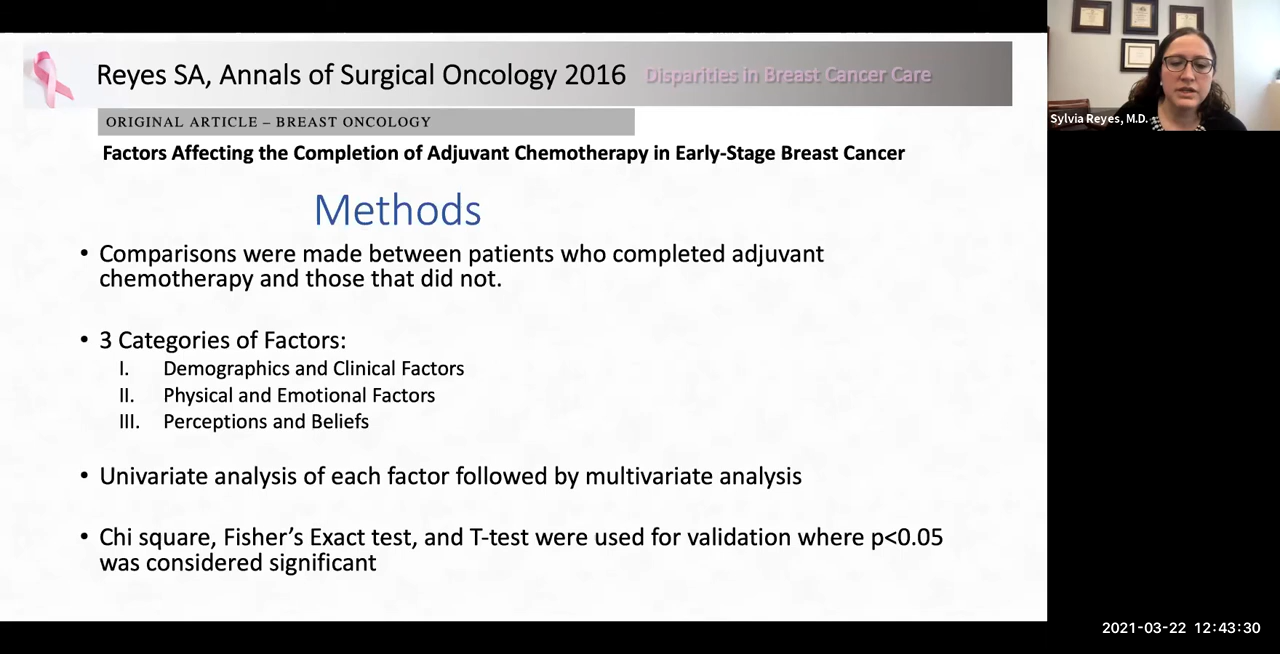 Reyes SA, Annals of Surgical Oncology 2016 Disparities in Breast Cancer Care
ORIGINAL ARTICLE – BREAST ONCOLOGY
Factors Affecting the Completion of Adjuvant Chemotherapy in Early-Stage Breast Cancer
Methods
• Comparisons were made between patients who completed adjuvant
chemotherapy and those that did not.
• 3 Categories of Factors:
I. Demographics and Clinical Factors
II. Physical and Emotional Factors
III. Perceptions and Beliefs
• Univariate analysis of each factor followed by multivariate analysis
• Chi square, Fisher’s Exact test, and T-test were used for validation where p<0.05
was considered significant
Sylvia Reyes, M.D.
2021-03-22 12:43:30